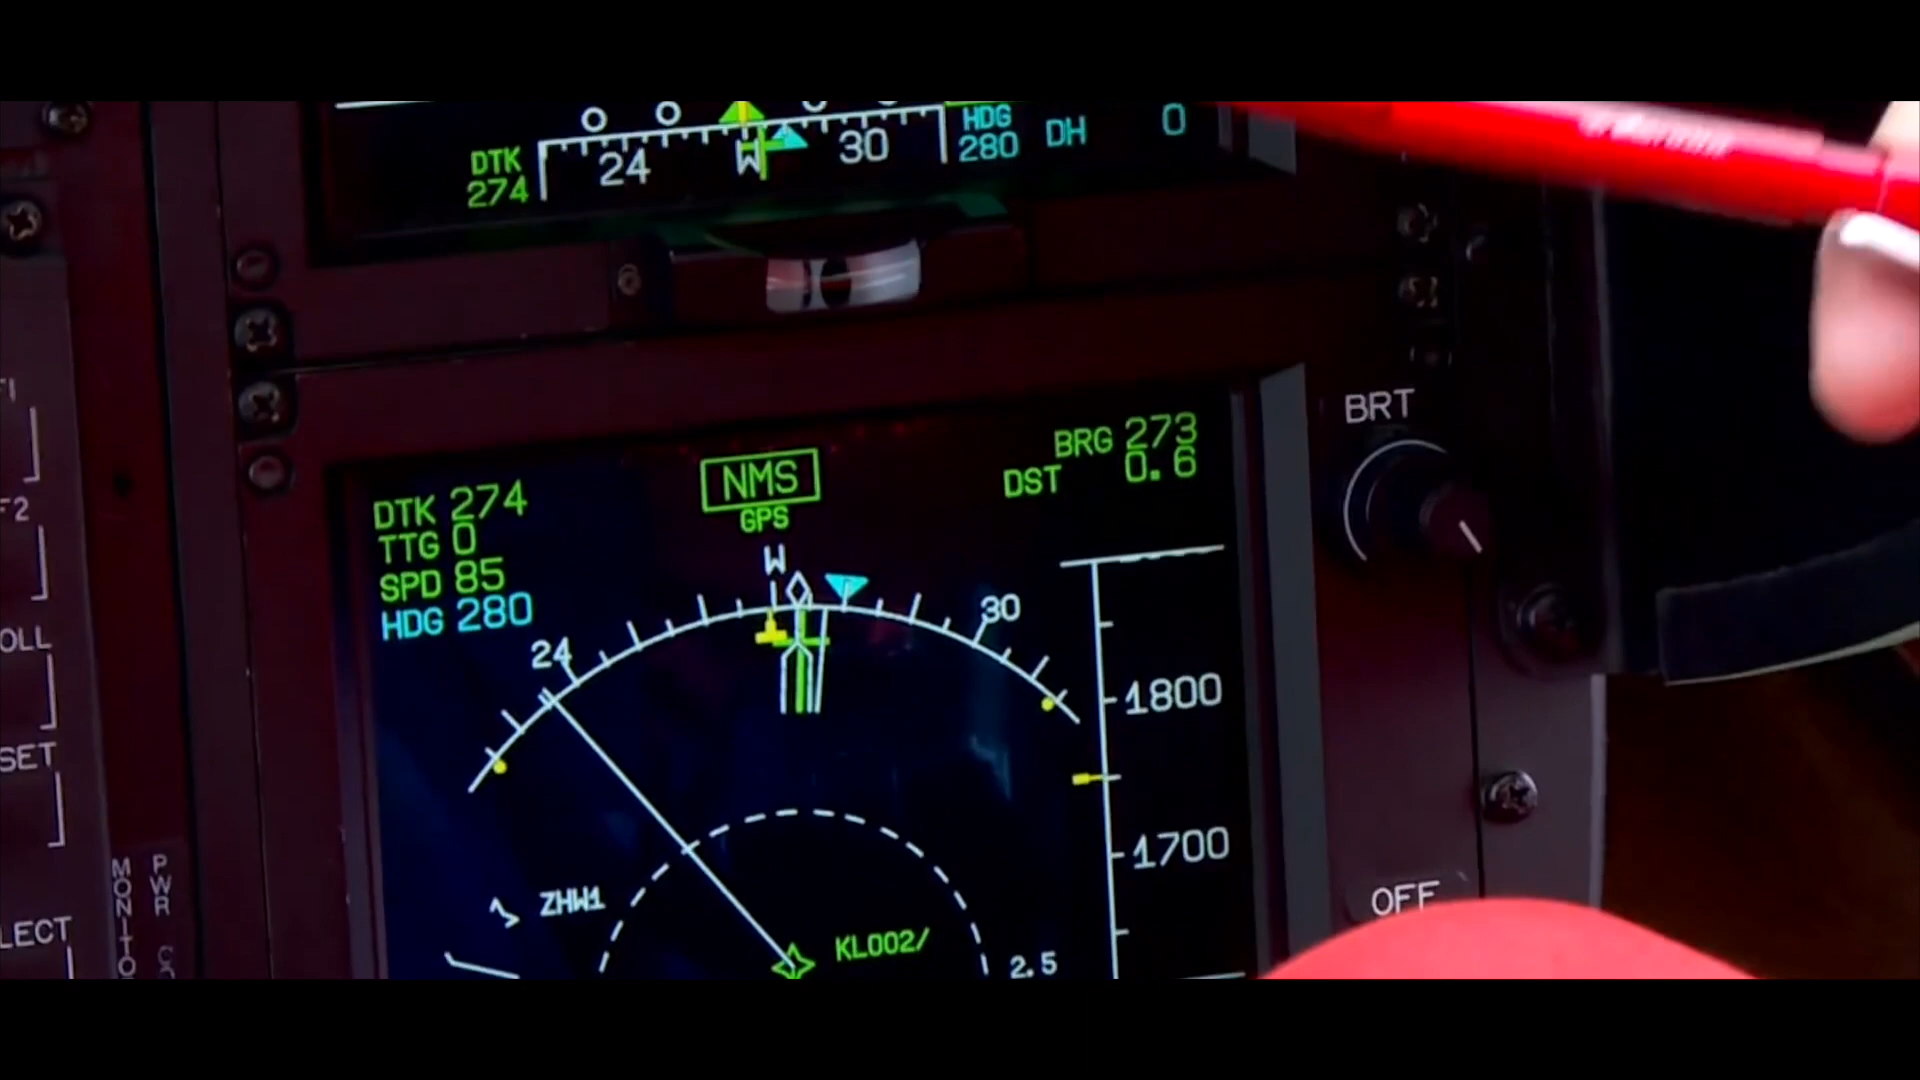 HDG
280
DH 0
DTK
274
24
W
30
BRT
DTK 274
TTG 0
SPD 85
HDG 280
NMS
GPS
BRG 273
DST 0.6
W
24
30
1800
1700
ZHW1
KL002/
2.5
OFF
F2
OLL
SET
LECT
PWR